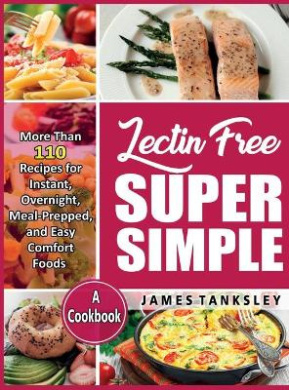 More Than
110
Recipes for
Instant,
Overnight,
Meal-Prepped,
and Easy
Comfort
Foods
Lectin Free
SUPER
SIMPLE
A
Cookbook
JAMES TANKSLEY